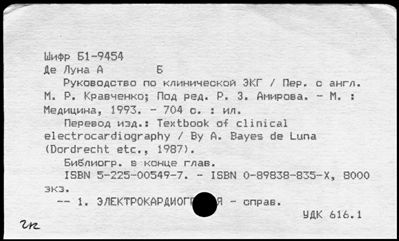 Шифр Б1-9454
Де Луна А Б
Руководство по клинической ЭКГ / Пер. с англ.
М. Р. Кравченко; Под ред. Р. З. Амирова. - М. :
Медицина, 1993. - 704 с. : ил.
Перевод изд.: Textbook of clinical
electrocardiography / By A. Bayes de Luna
(Dordrecht etc., 1987).
Библиогр. в конце глав.
ISBN 5-225-00549-7. - ISBN 0-89838-835-X, 8000
экз.
-- 1. - справ.
УДК 616.1